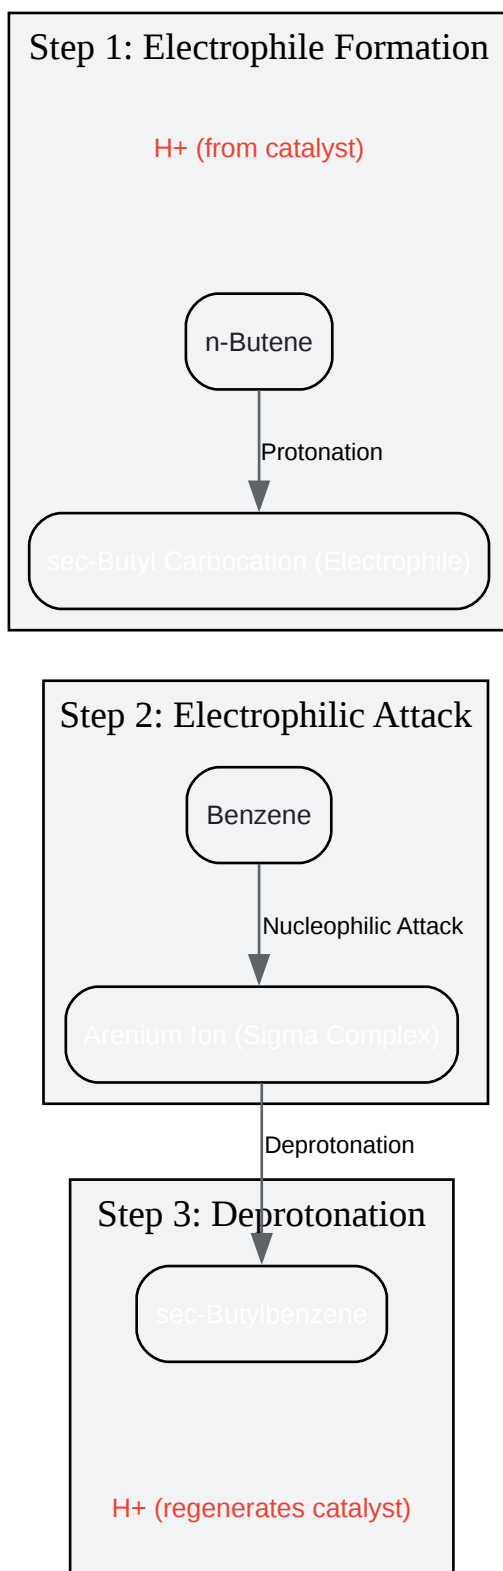 Step 1: Electrophile Formation
H+ (from catalyst)
n-Butene
Protonation
sec-Butyl Carbocation (Electrophile)
Step 2: Electrophilic Attack
Benzene
Nucleophilic Attack
Arenium Ion (Sigma Complex)
Deprotonation
Step 3: Deprotonation
sec-Butylbenzene
H+ (regenerates catalyst)